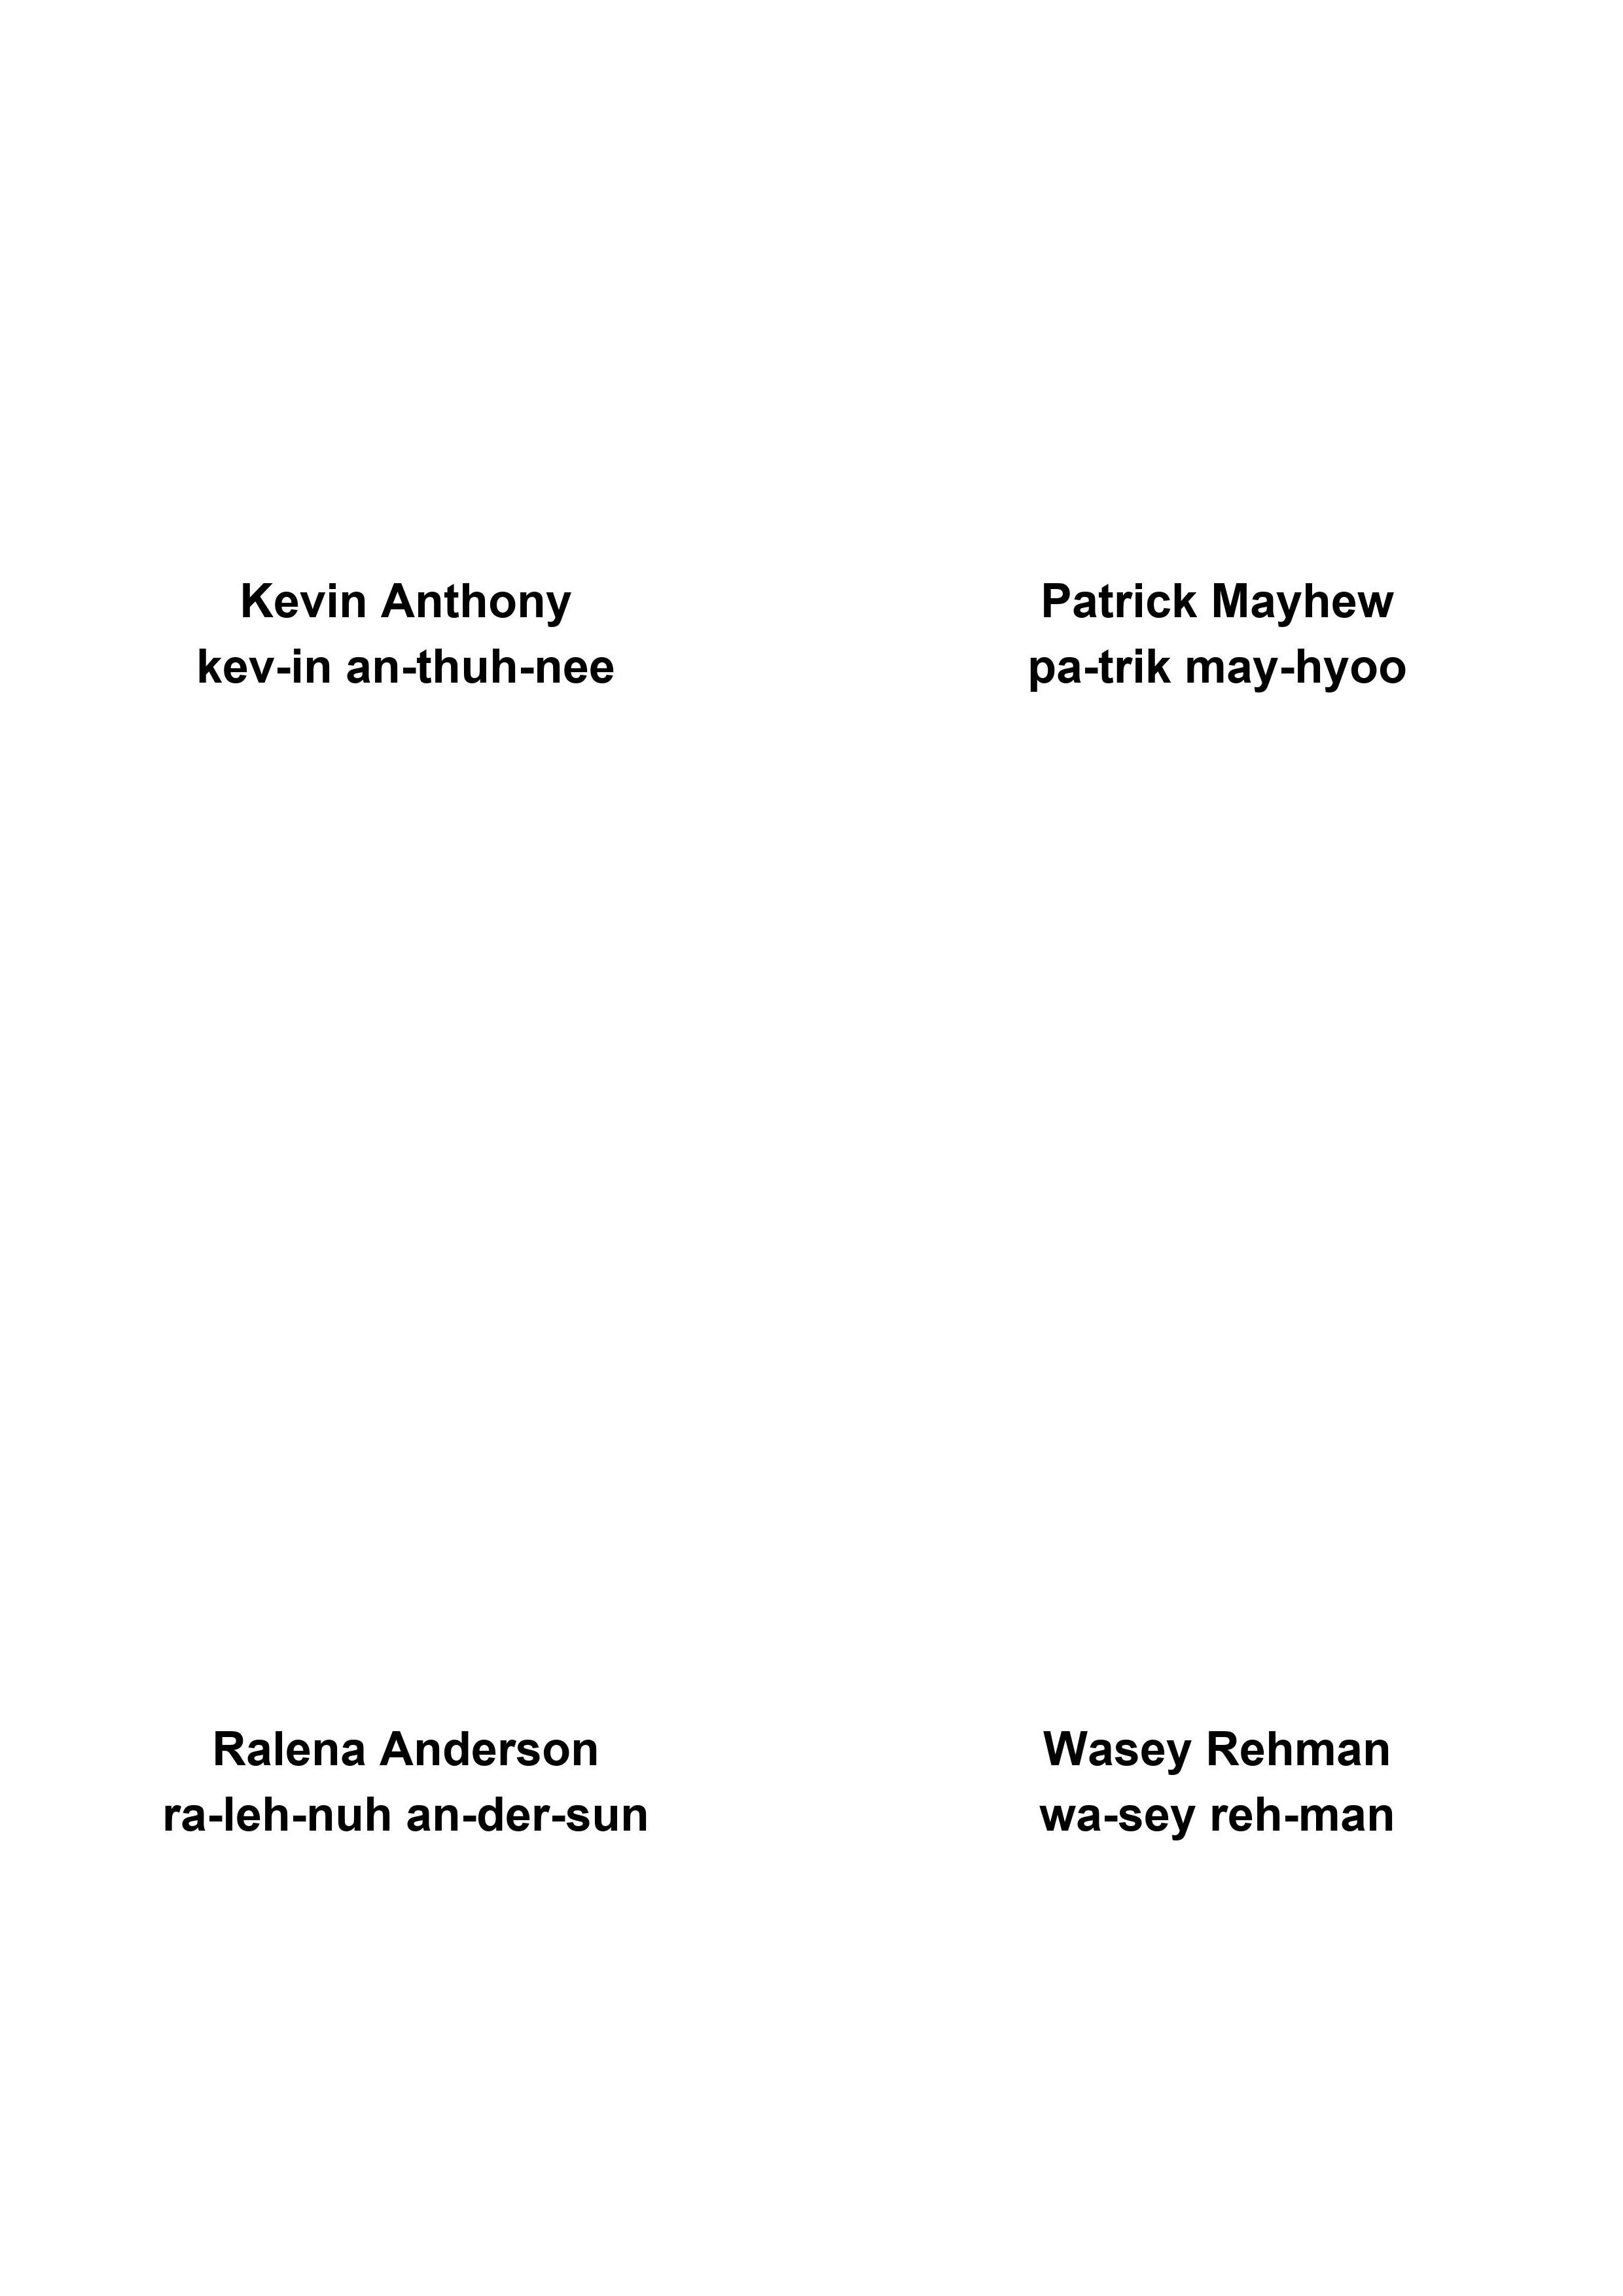 Kevin Anthony
kev-in an-thuh-nee
Patrick Mayhew
pa-trik may-hyoo
Ralena Anderson
ra-leh-nuh an-der-sun
Wasey Rehman
wa-sey reh-man